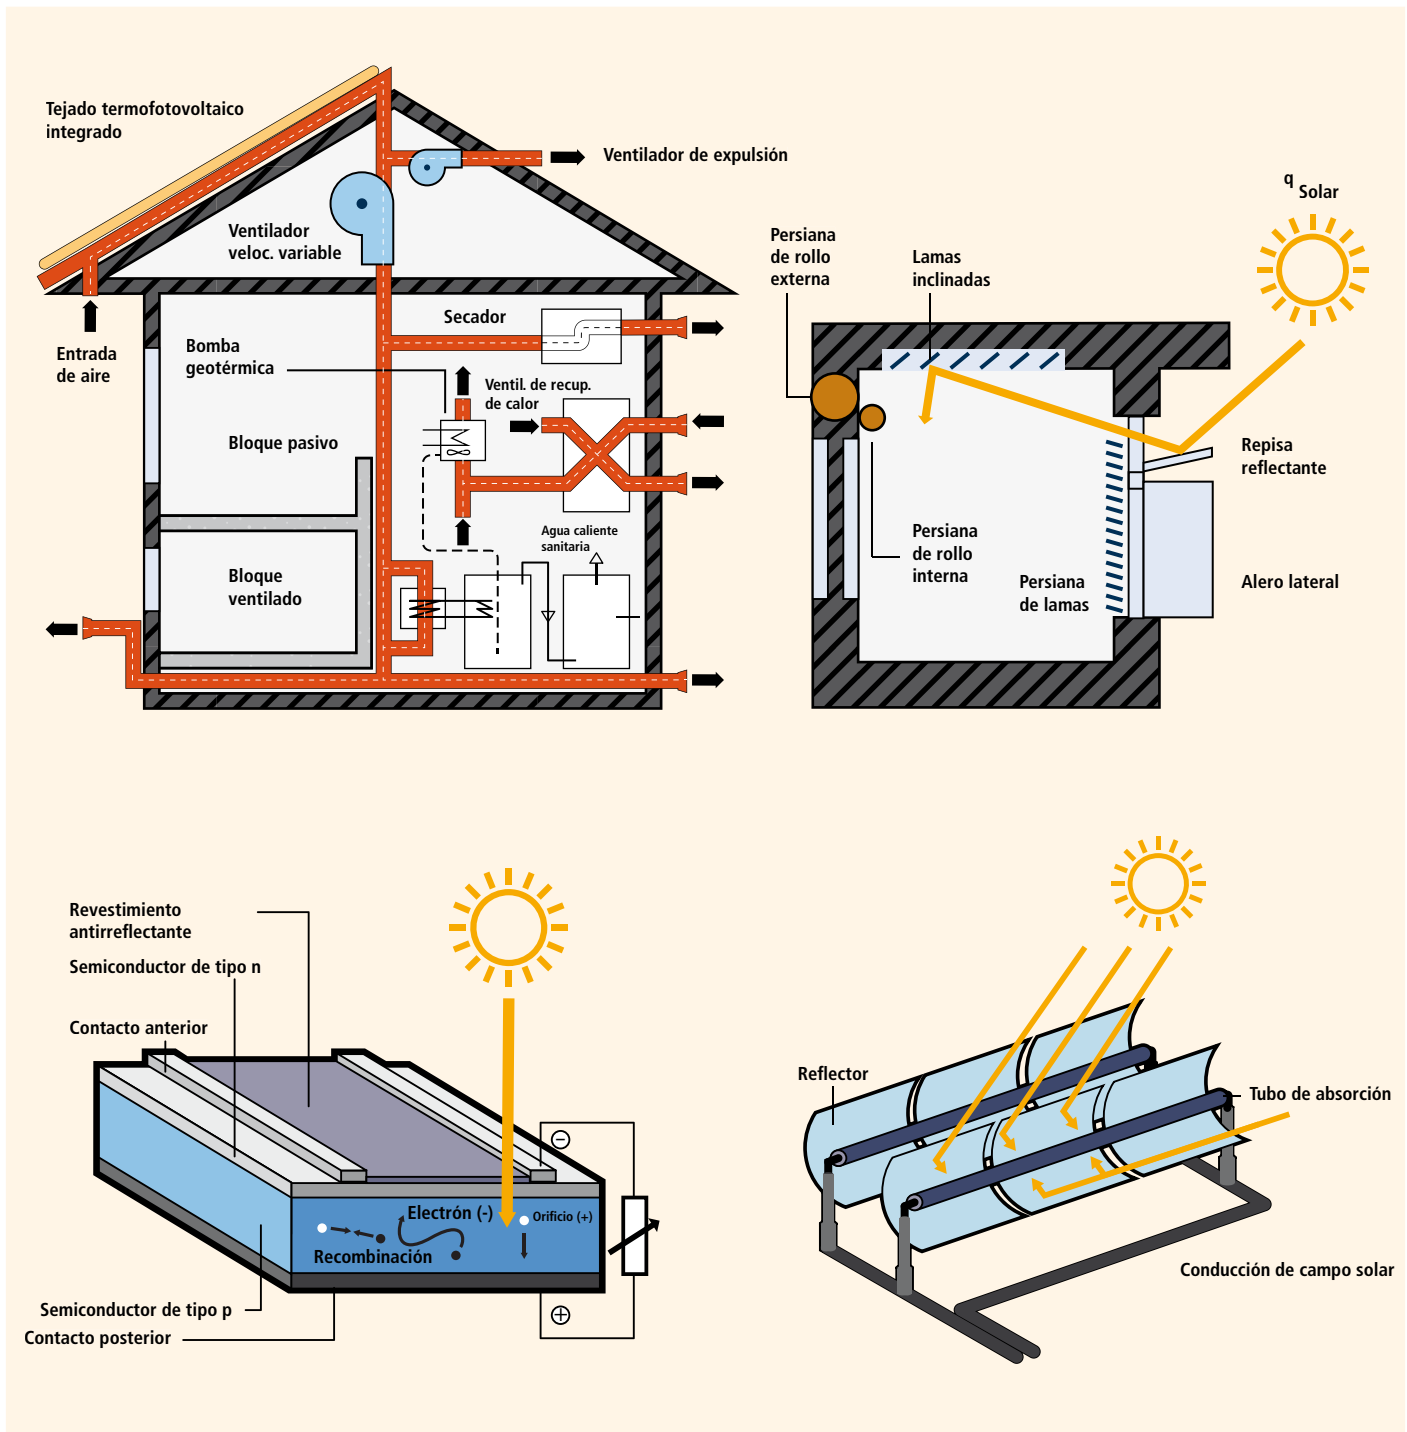 Tejado termofotovoltaico
integrado
Ventilador de expulsión
Ventilador
veloc. variable
Entrada
de aire
Bomba
geotérmica
Secador
Ventil. de recup.
de calor
Bloque pasivo
Agua caliente
sanitaria
Bloque
ventilado
q
Solar
Persiana
de rollo
externa
Lamas
inclinadas
Repisa
reflectante
Persiana
de rollo
interna
Persiana
de lamas
Alero lateral
Revestimiento
antirreflectante
Semiconductor de tipo n
Contacto anterior
−
Electrón (-)
Orificio (+)
Recombinación
+
Semiconductor de tipo p
Contacto posterior
Reflector
Tubo de absorción
Conducción de campo solar